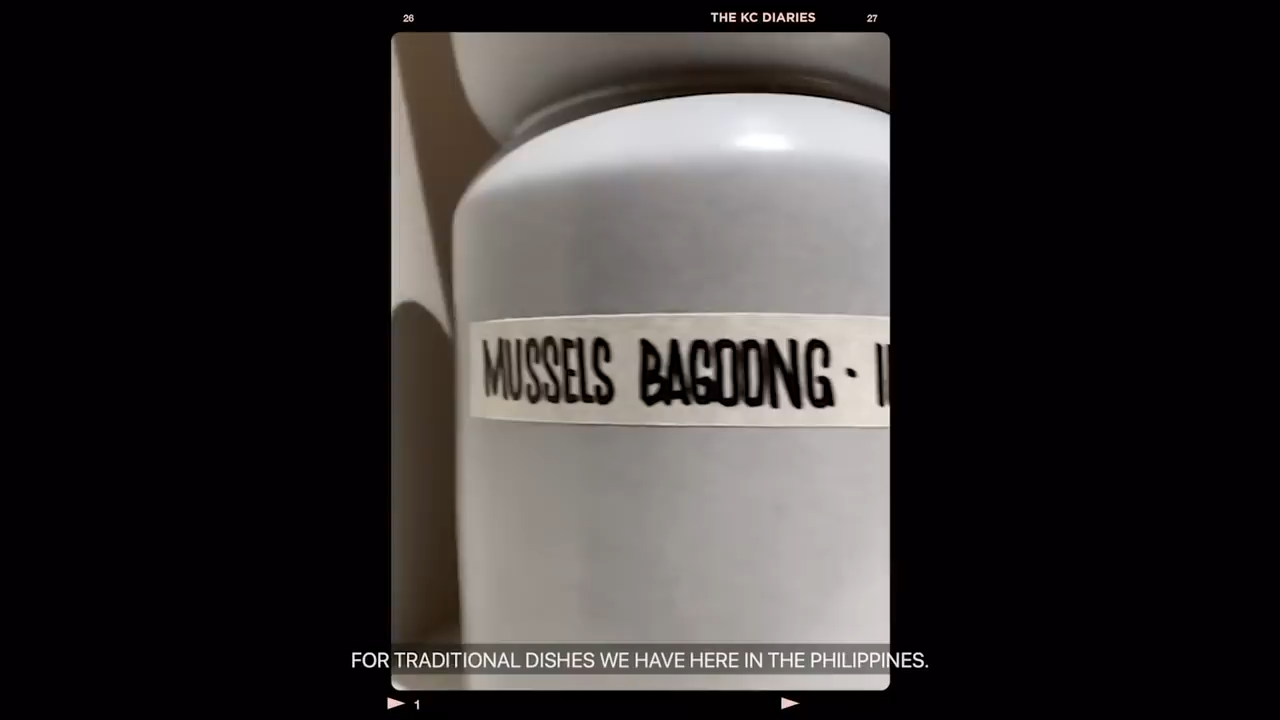 26 THE KC DIARIES 27
MUSSELS BAGOONG ·
FOR TRADITIONAL DISHES WE HAVE HERE IN THE PHILIPPINES.
1